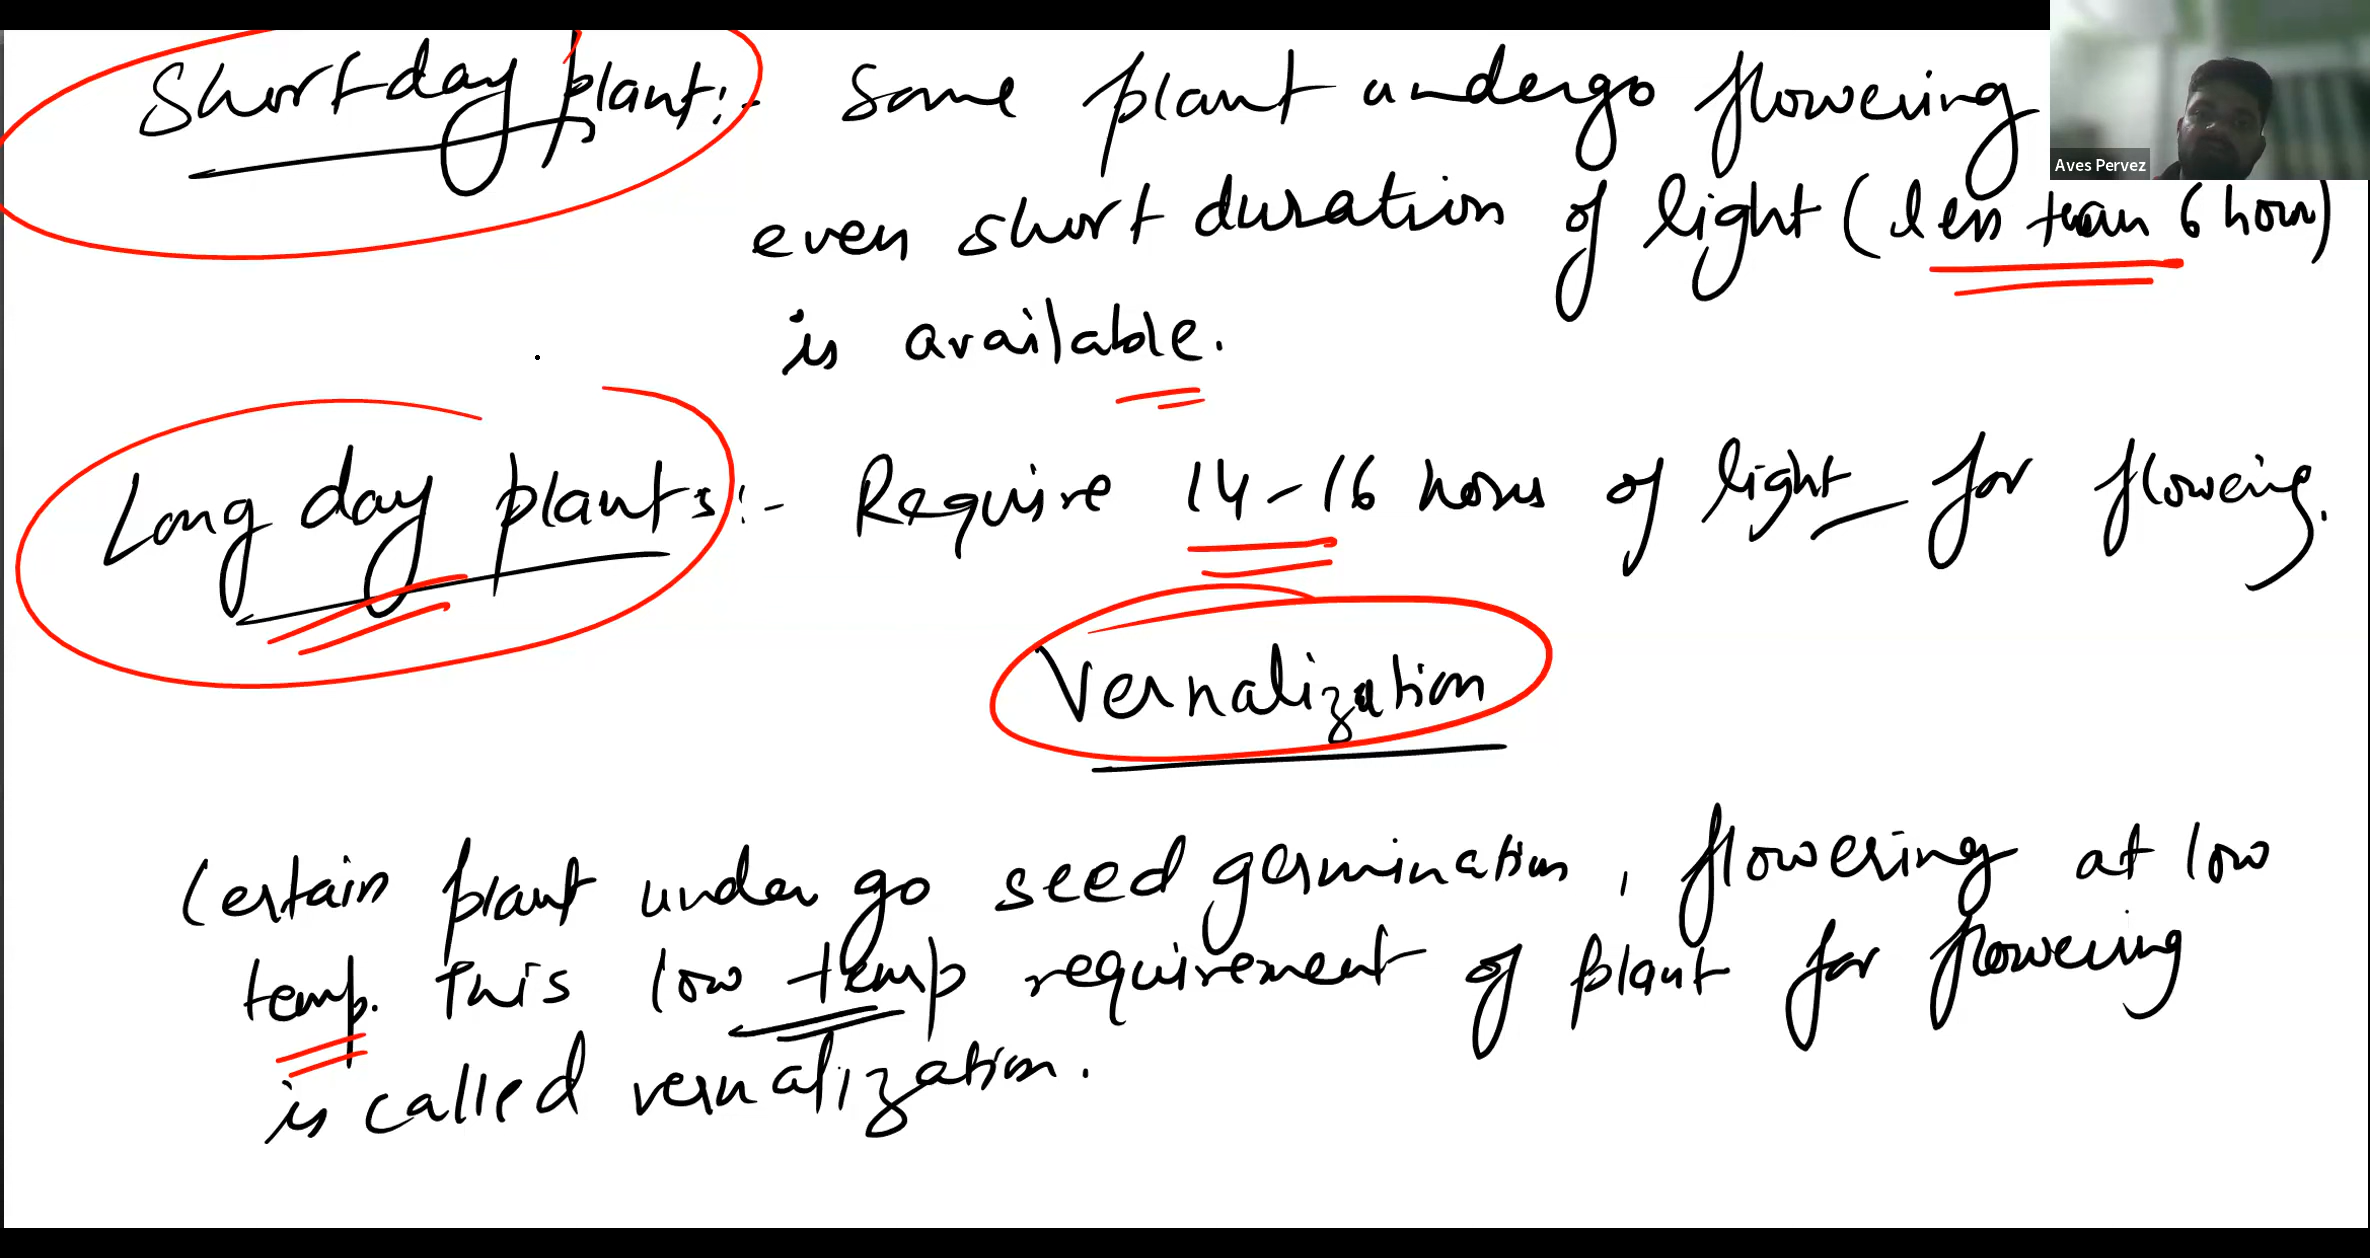 Short day plant:- Some plant undergo flowering
Aves Pervez
even short duration of light (less than 6 hour)
is available.
Long day plants:- Require 14-16 hours of light for flowering.
Vernalization
Certain plant under go seed germination, flowering at low
temp. This low temp requirement of plant for flowering
is called vernalization.